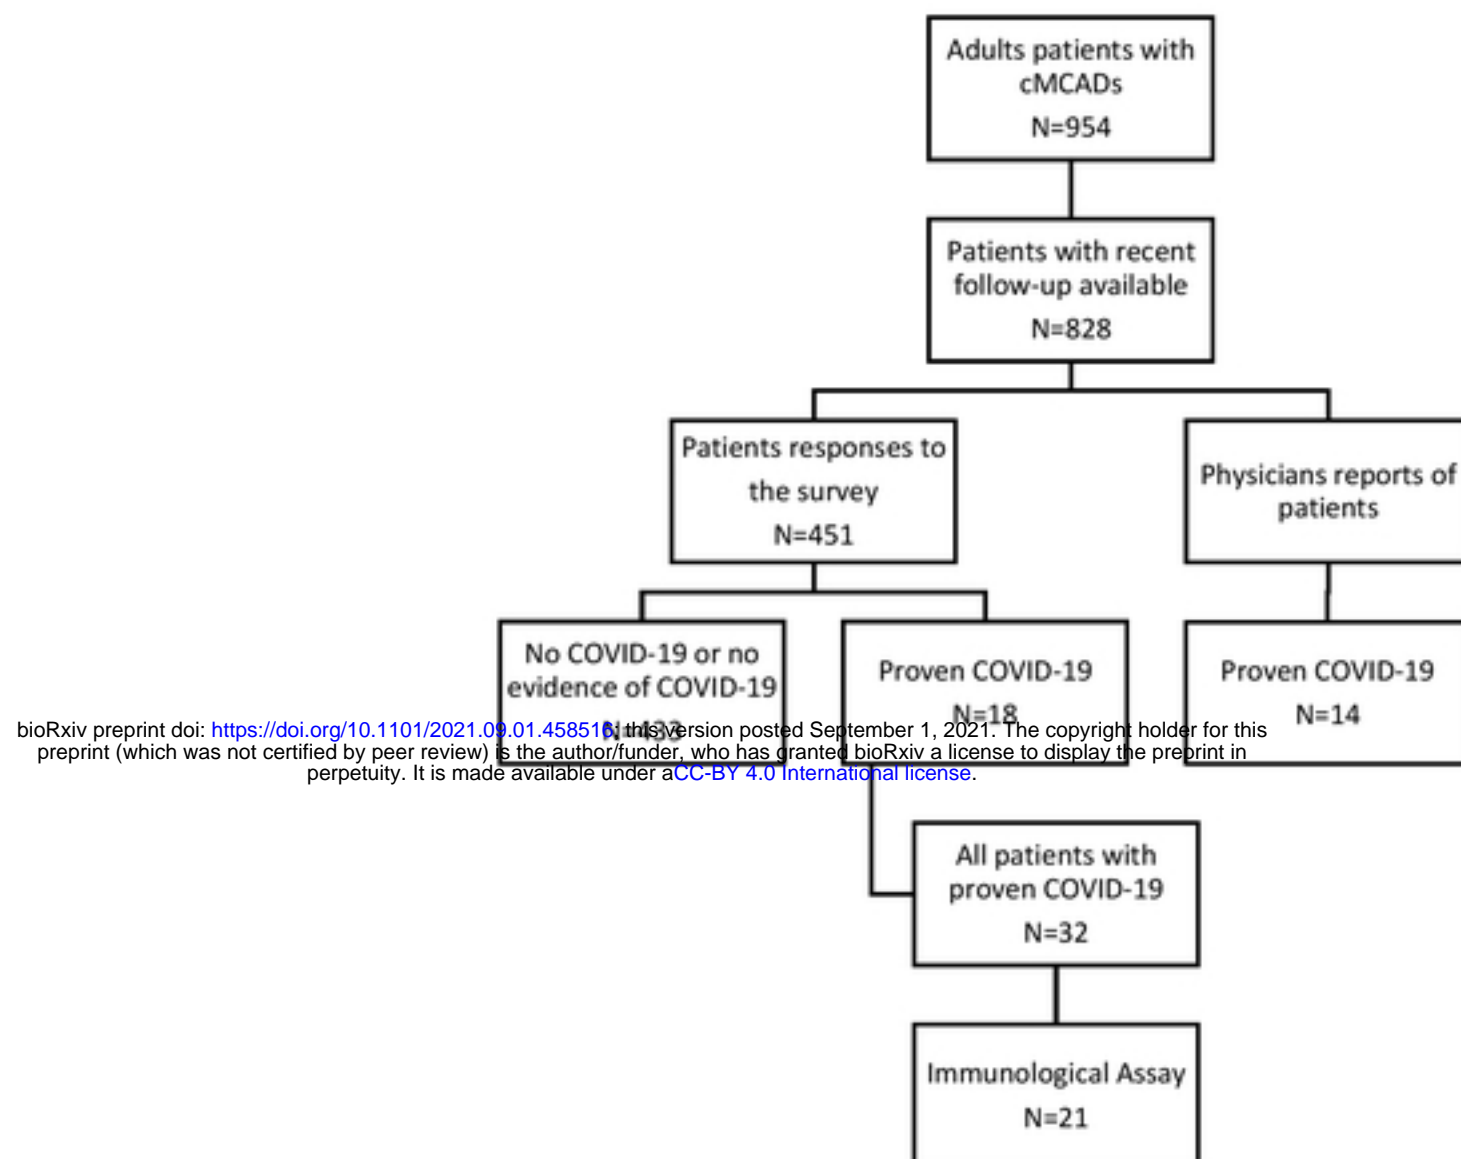 Adults patients with
cMCADs
N=954
Patients with recent
follow-up available
N=828
Patients responses to
the survey
N=451
Physicians reports of
patients
No COVID-19 or no
evidence of COVID-19
N=433
Proven COVID-19
N=18
Proven COVID-19
N=14
bioRxiv preprint doi: https://doi.org/10.1101/2021.09.01.458516; this version posted September 1, 2021. The copyright holder for this
preprint (which was not certified by peer review) is the author/funder, who has granted bioRxiv a license to display the preprint in
perpetuity. It is made available under aCC-BY 4.0 International license.
All patients with
proven COVID-19
N=32
Immunological Assay
N=21